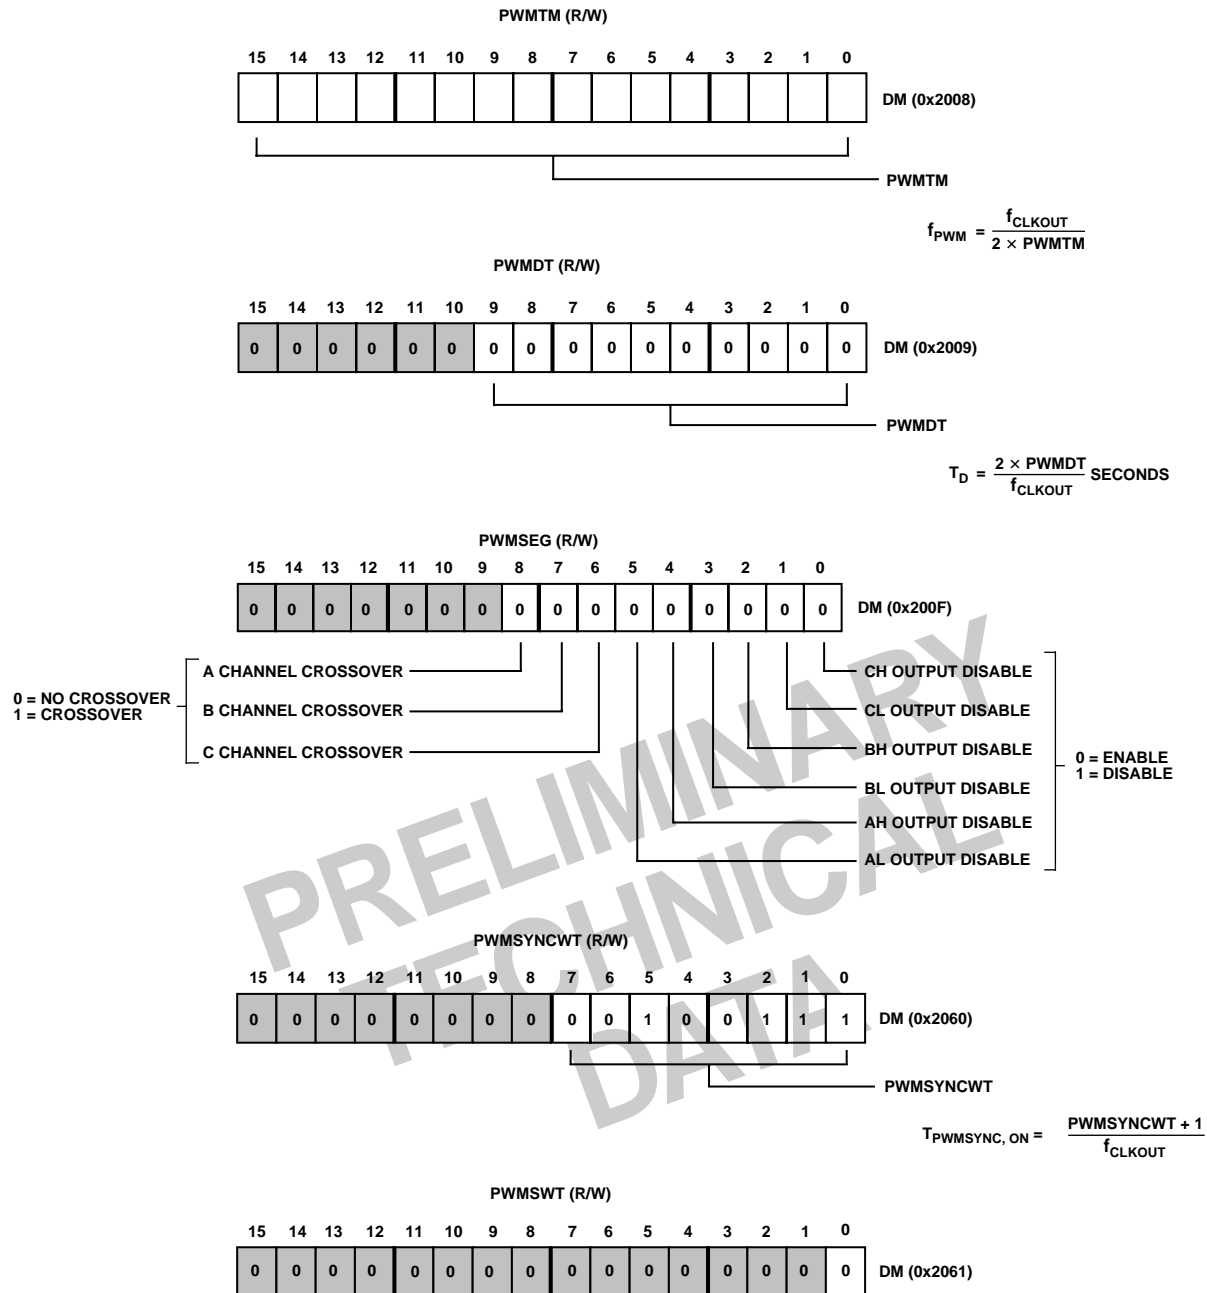 PWMTM (R/W)
15 14 13 12 11 10 9 8 7 6 5 4 3 2 1 0
DM (0x2008)
PWMTM
fPWM = fCLKOUT / 2 × PWMTM
PWMDT (R/W)
15 14 13 12 11 10 9 8 7 6 5 4 3 2 1 0
0 0 0 0 0 0 0 0 0 0 0 0 0 0 0 0 DM (0x2009)
PWMDT
TD = 2 × PWMDT / fCLKOUT SECONDS
PWMSEG (R/W)
15 14 13 12 11 10 9 8 7 6 5 4 3 2 1 0
0 0 0 0 0 0 0 0 0 0 0 0 0 0 0 0 DM (0x200F)
A CHANNEL CROSSOVER
B CHANNEL CROSSOVER
C CHANNEL CROSSOVER
0 = NO CROSSOVER
1 = CROSSOVER
CH OUTPUT DISABLE
CL OUTPUT DISABLE
BH OUTPUT DISABLE
BL OUTPUT DISABLE
AH OUTPUT DISABLE
AL OUTPUT DISABLE
0 = ENABLE
1 = DISABLE
PRELIMINARY
TECHNICAL
DATA
PWMSYNCWT (R/W)
15 14 13 12 11 10 9 8 7 6 5 4 3 2 1 0
0 0 0 0 0 0 0 0 0 0 1 0 0 1 1 1 DM (0x2060)
PWMSYNCWT
TPWMSYNC, ON = PWMSYNCWT + 1 / fCLKOUT
PWMSWT (R/W)
15 14 13 12 11 10 9 8 7 6 5 4 3 2 1 0
0 0 0 0 0 0 0 0 0 0 0 0 0 0 0 0 DM (0x2061)